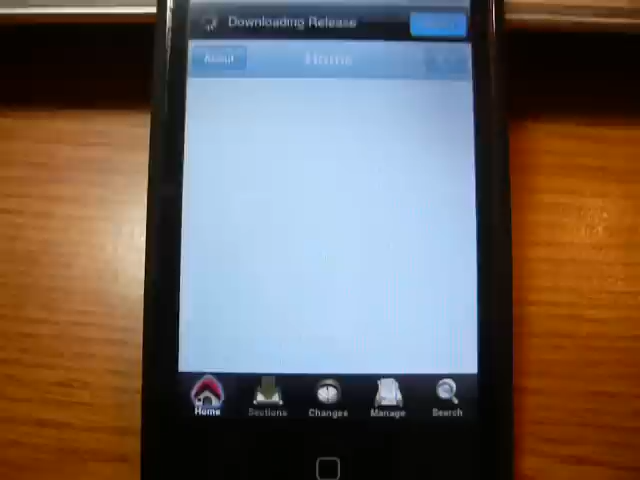 Downloading Release
About
Home
Home
Sections
Changes
Manage
Search